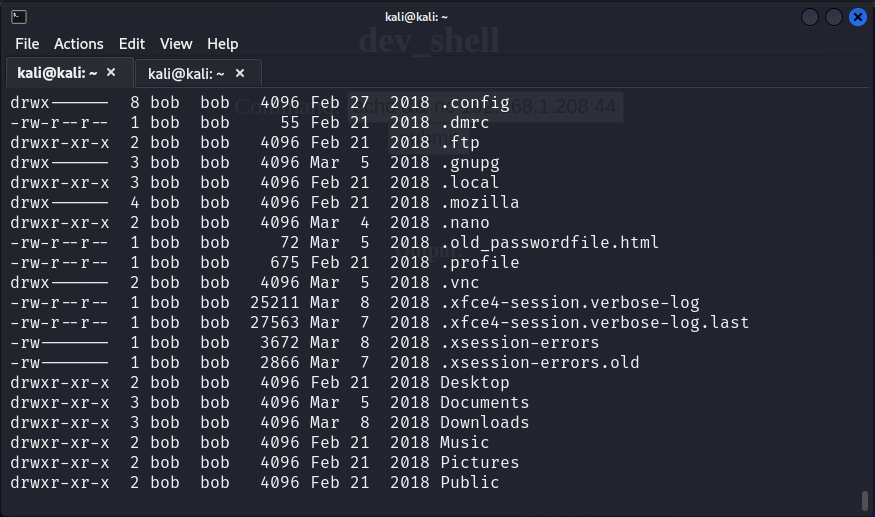 kali@kali: ~
File Actions Edit View Help
kali@kali: ~ × kali@kali: ~ ×
dev_shell
drwx------ 8 bob bob 4096 Feb 27 2018 .config
-rw-r--r-- 1 bob bob 55 Feb 21 2018 .dmrc
drwxr-xr-x 2 bob bob 4096 Feb 21 2018 .ftp
drwx------ 3 bob bob 4096 Mar 5 2018 .gnupg
drwxr-xr-x 3 bob bob 4096 Feb 21 2018 .local
drwx------ 4 bob bob 4096 Feb 21 2018 .mozilla
drwxr-xr-x 2 bob bob 4096 Mar 4 2018 .nano
-rw-r--r-- 1 bob bob 72 Mar 5 2018 .old_passwordfile.html
-rw-r--r-- 1 bob bob 675 Feb 21 2018 .profile
drwx------ 2 bob bob 4096 Mar 5 2018 .vnc
-rw-r--r-- 1 bob bob 25211 Mar 8 2018 .xfce4-session.verbose-log
-rw-r--r-- 1 bob bob 27563 Mar 7 2018 .xfce4-session.verbose-log.last
-rw------- 1 bob bob 3672 Mar 8 2018 .xsession-errors
-rw------- 1 bob bob 2866 Mar 7 2018 .xsession-errors.old
drwxr-xr-x 2 bob bob 4096 Feb 21 2018 Desktop
drwxr-xr-x 3 bob bob 4096 Mar 5 2018 Documents
drwxr-xr-x 3 bob bob 4096 Mar 8 2018 Downloads
drwxr-xr-x 2 bob bob 4096 Feb 21 2018 Music
drwxr-xr-x 2 bob bob 4096 Feb 21 2018 Pictures
drwxr-xr-x 2 bob bob 4096 Feb 21 2018 Public